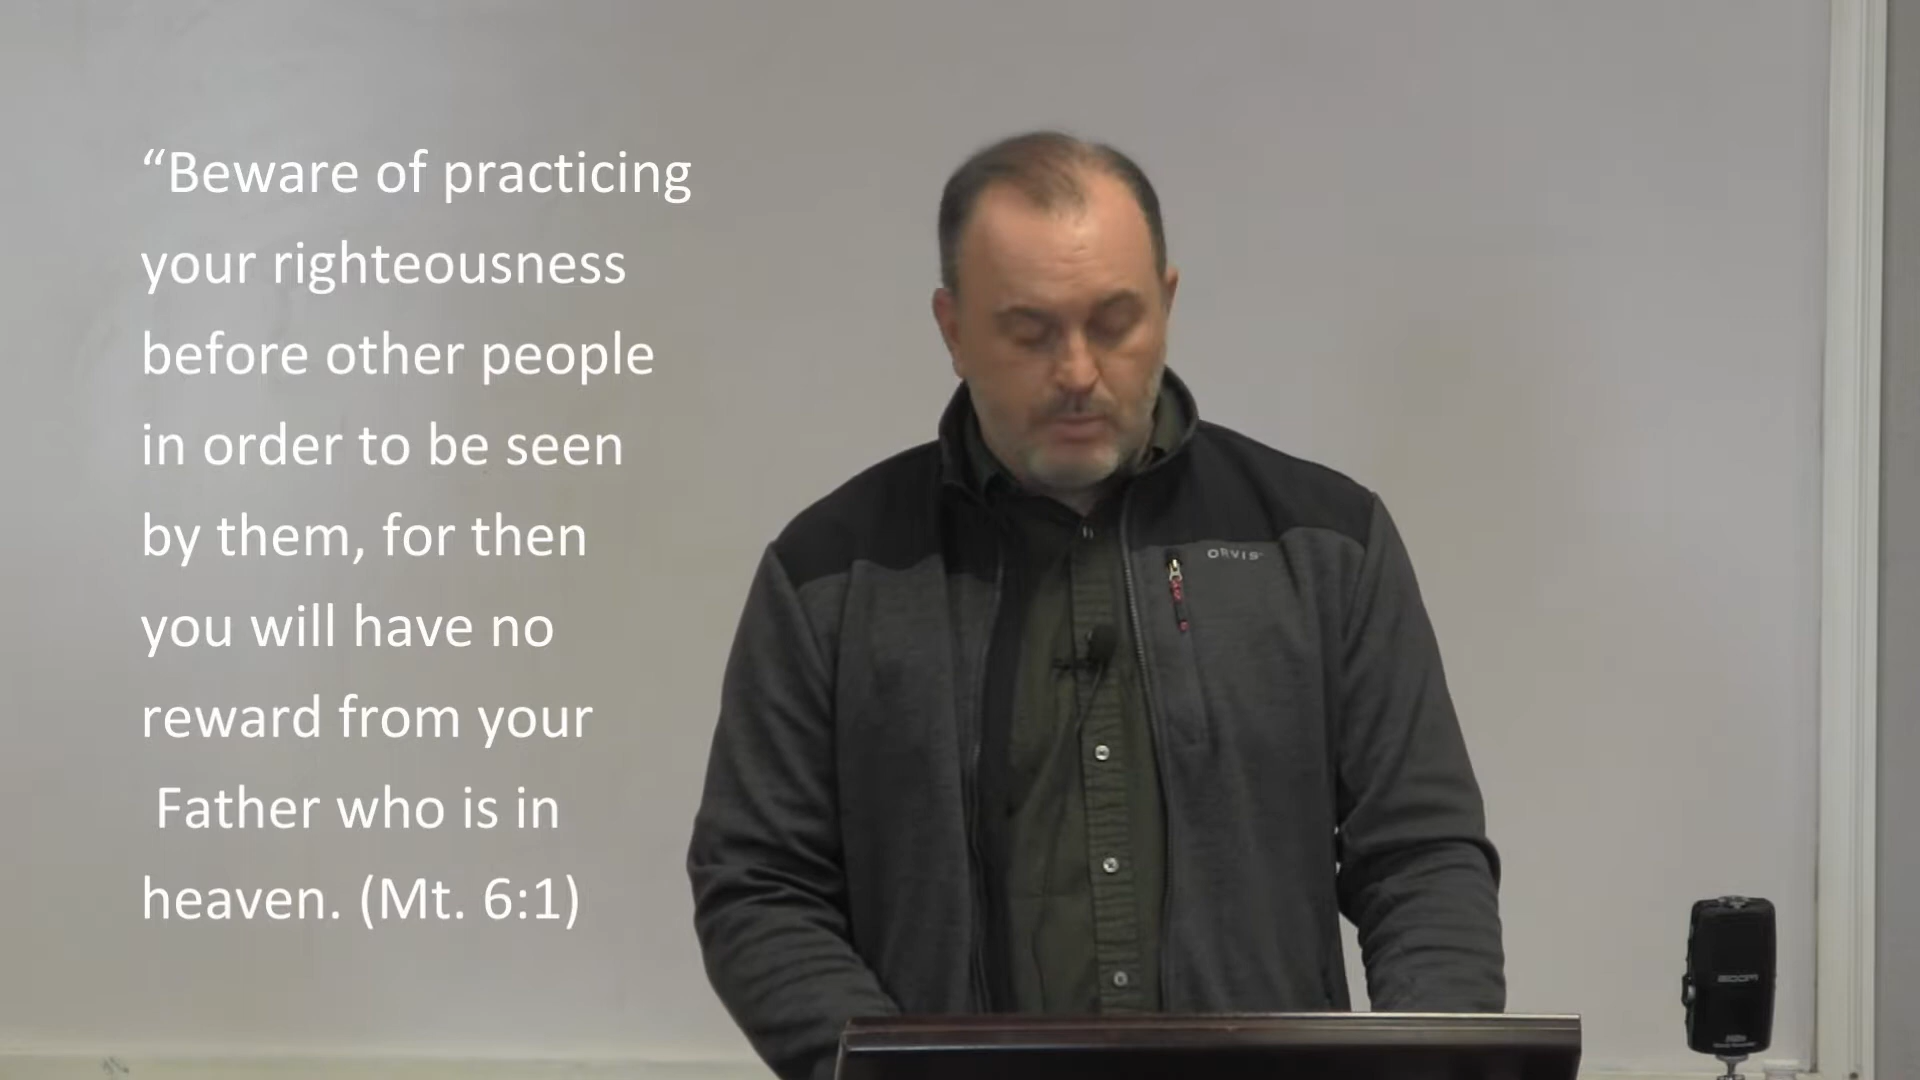 “Beware of practicing
your righteousness
before other people
in order to be seen
by them, for then
you will have no
reward from your
Father who is in
heaven. (Mt. 6:1)
ORVIS
zoom